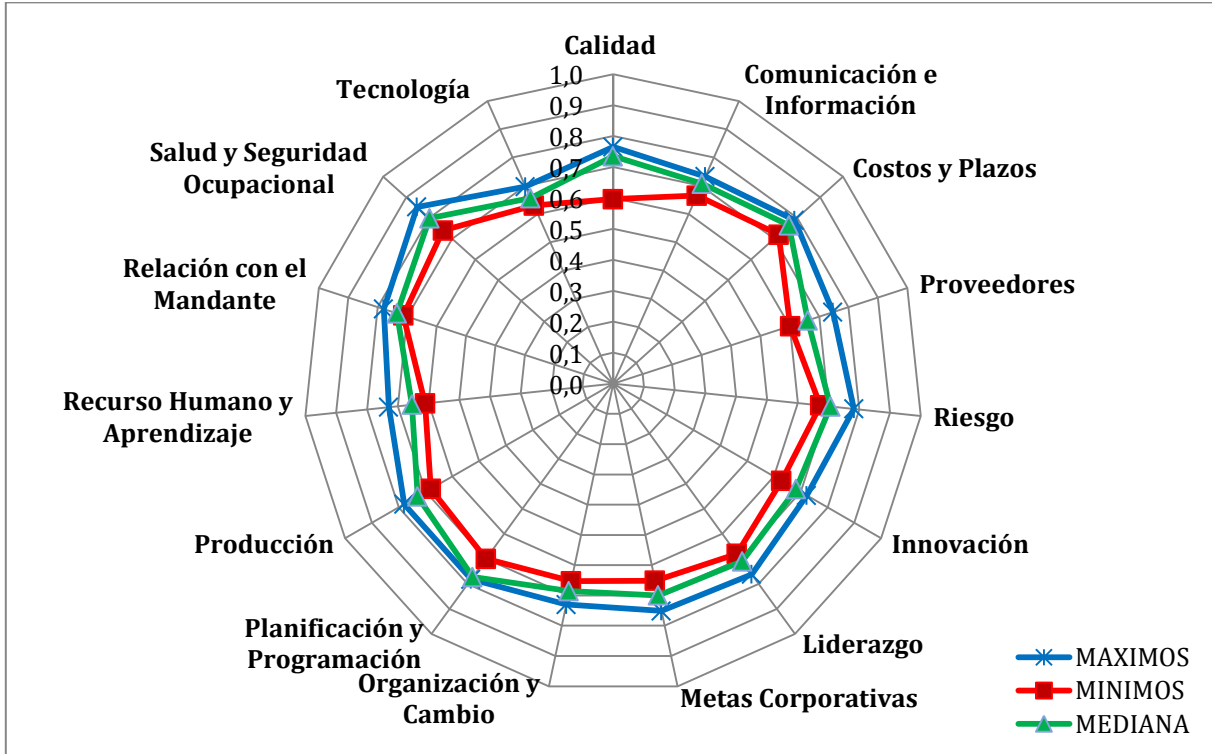 Calidad
Comunicación e
Información
Costos y Plazos
Proveedores
Riesgo
Innovación
Liderazgo
Metas Corporativas
Organización y
Cambio
Planificación y
Programación
Producción
Recurso Humano y
Aprendizaje
Relación con el
Mandante
Salud y Seguridad
Ocupacional
Tecnología
1,0
0,9
0,8
0,7
0,6
0,5
0,4
0,3
0,2
0,1
0,0
MAXIMOS
MINIMOS
MEDIANA